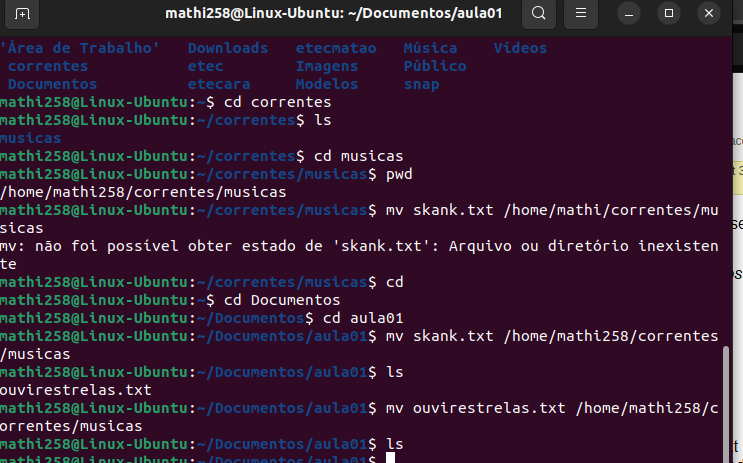 mathi258@Linux-Ubuntu: ~/Documentos/aula01
'Área de Trabalho' Downloads etecmatao Música Vídeos
correntes etec Imagens Público
Documentos etecara Modelos snap
mathi258@Linux-Ubuntu:~$ cd correntes
mathi258@Linux-Ubuntu:~/correntes$ ls
musicas
mathi258@Linux-Ubuntu:~/correntes$ cd musicas
mathi258@Linux-Ubuntu:~/correntes/musicas$ pwd
/home/mathi258/correntes/musicas
mathi258@Linux-Ubuntu:~/correntes/musicas$ mv skank.txt /home/mathi/correntes/mu
sicas
mv: não foi possível obter estado de 'skank.txt': Arquivo ou diretório inexisten
te
mathi258@Linux-Ubuntu:~/correntes/musicas$ cd
mathi258@Linux-Ubuntu:~$ cd Documentos
mathi258@Linux-Ubuntu:~/Documentos$ cd aula01
mathi258@Linux-Ubuntu:~/Documentos/aula01$ mv skank.txt /home/mathi258/correntes
/musicas
mathi258@Linux-Ubuntu:~/Documentos/aula01$ ls
ouvirestrelas.txt
mathi258@Linux-Ubuntu:~/Documentos/aula01$ mv ouvirestrelas.txt /home/mathi258/c
orrentes/musicas
mathi258@Linux-Ubuntu:~/Documentos/aula01$ ls
mathi258@Linux-Ubuntu:~/Documentos/aula01$